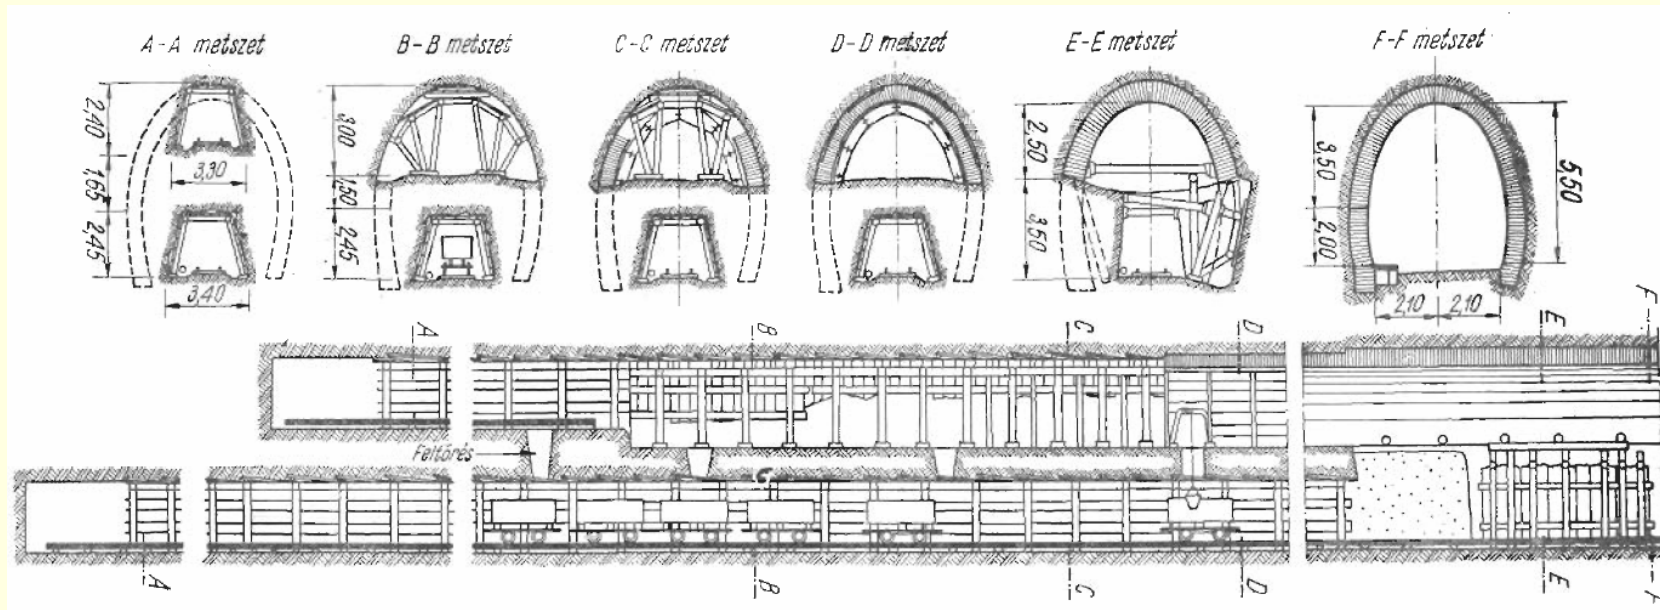 A-A metszet
B-B metszet
C-C metszet
D-D metszet
E-E metszet
F-F metszet
2,40
1,65
2,45
3,30
3,40
3,00
1,50
2,45
2,50
3,50
3,50
2,00
5,50
2,10
2,10
A
B
C
D
E
F
Feltörés
A
B
C
D
E
F